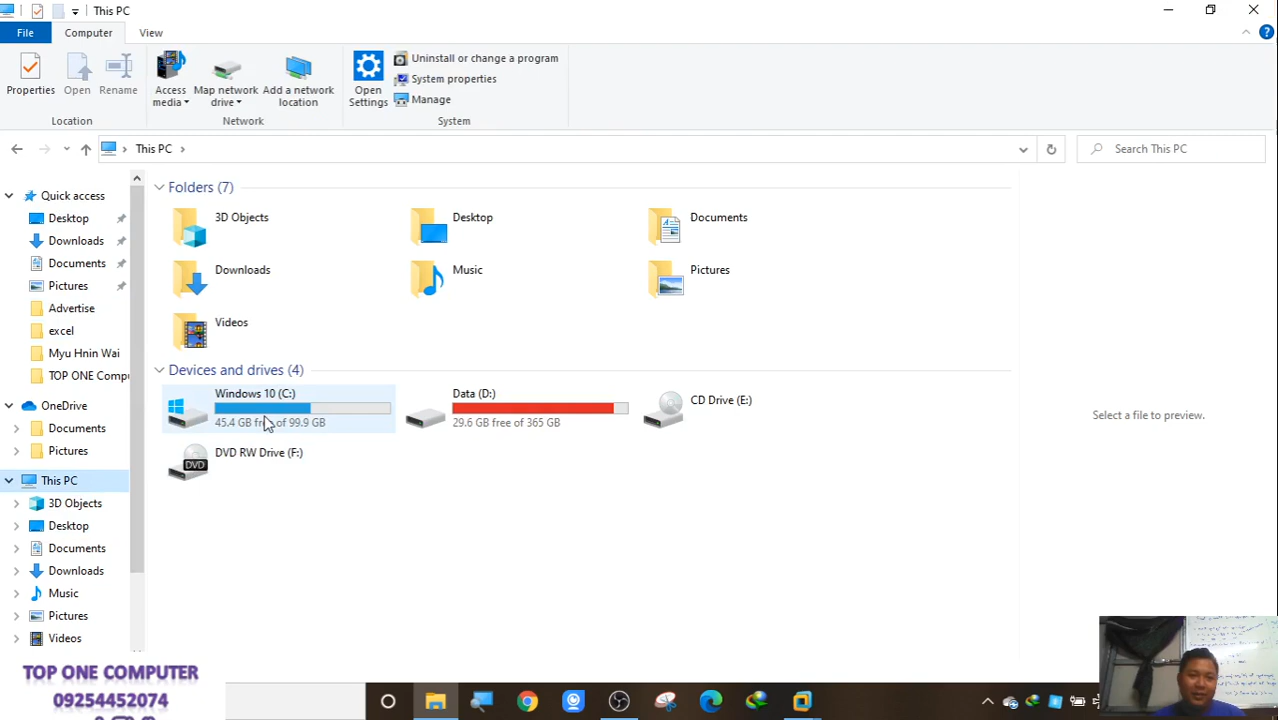 This PC
File
Computer
View
Properties
Open
Rename
Access media
Map network drive
Add a network location
Open Settings
Uninstall or change a program
System properties
Manage
Location
Network
System
This PC
Search This PC
Quick access
Desktop
Downloads
Documents
Pictures
Advertise
excel
Myu Hnin Wai
TOP ONE Compu
OneDrive
Documents
Pictures
This PC
3D Objects
Desktop
Documents
Downloads
Music
Pictures
Videos
Folders (7)
3D Objects
Desktop
Documents
Downloads
Music
Pictures
Videos
Devices and drives (4)
Windows 10 (C:)
45.4 GB free of 99.9 GB
Data (D:)
29.6 GB free of 365 GB
CD Drive (E:)
DVD
DVD RW Drive (F:)
Select a file to preview.
TOP ONE COMPUTER
09254452074